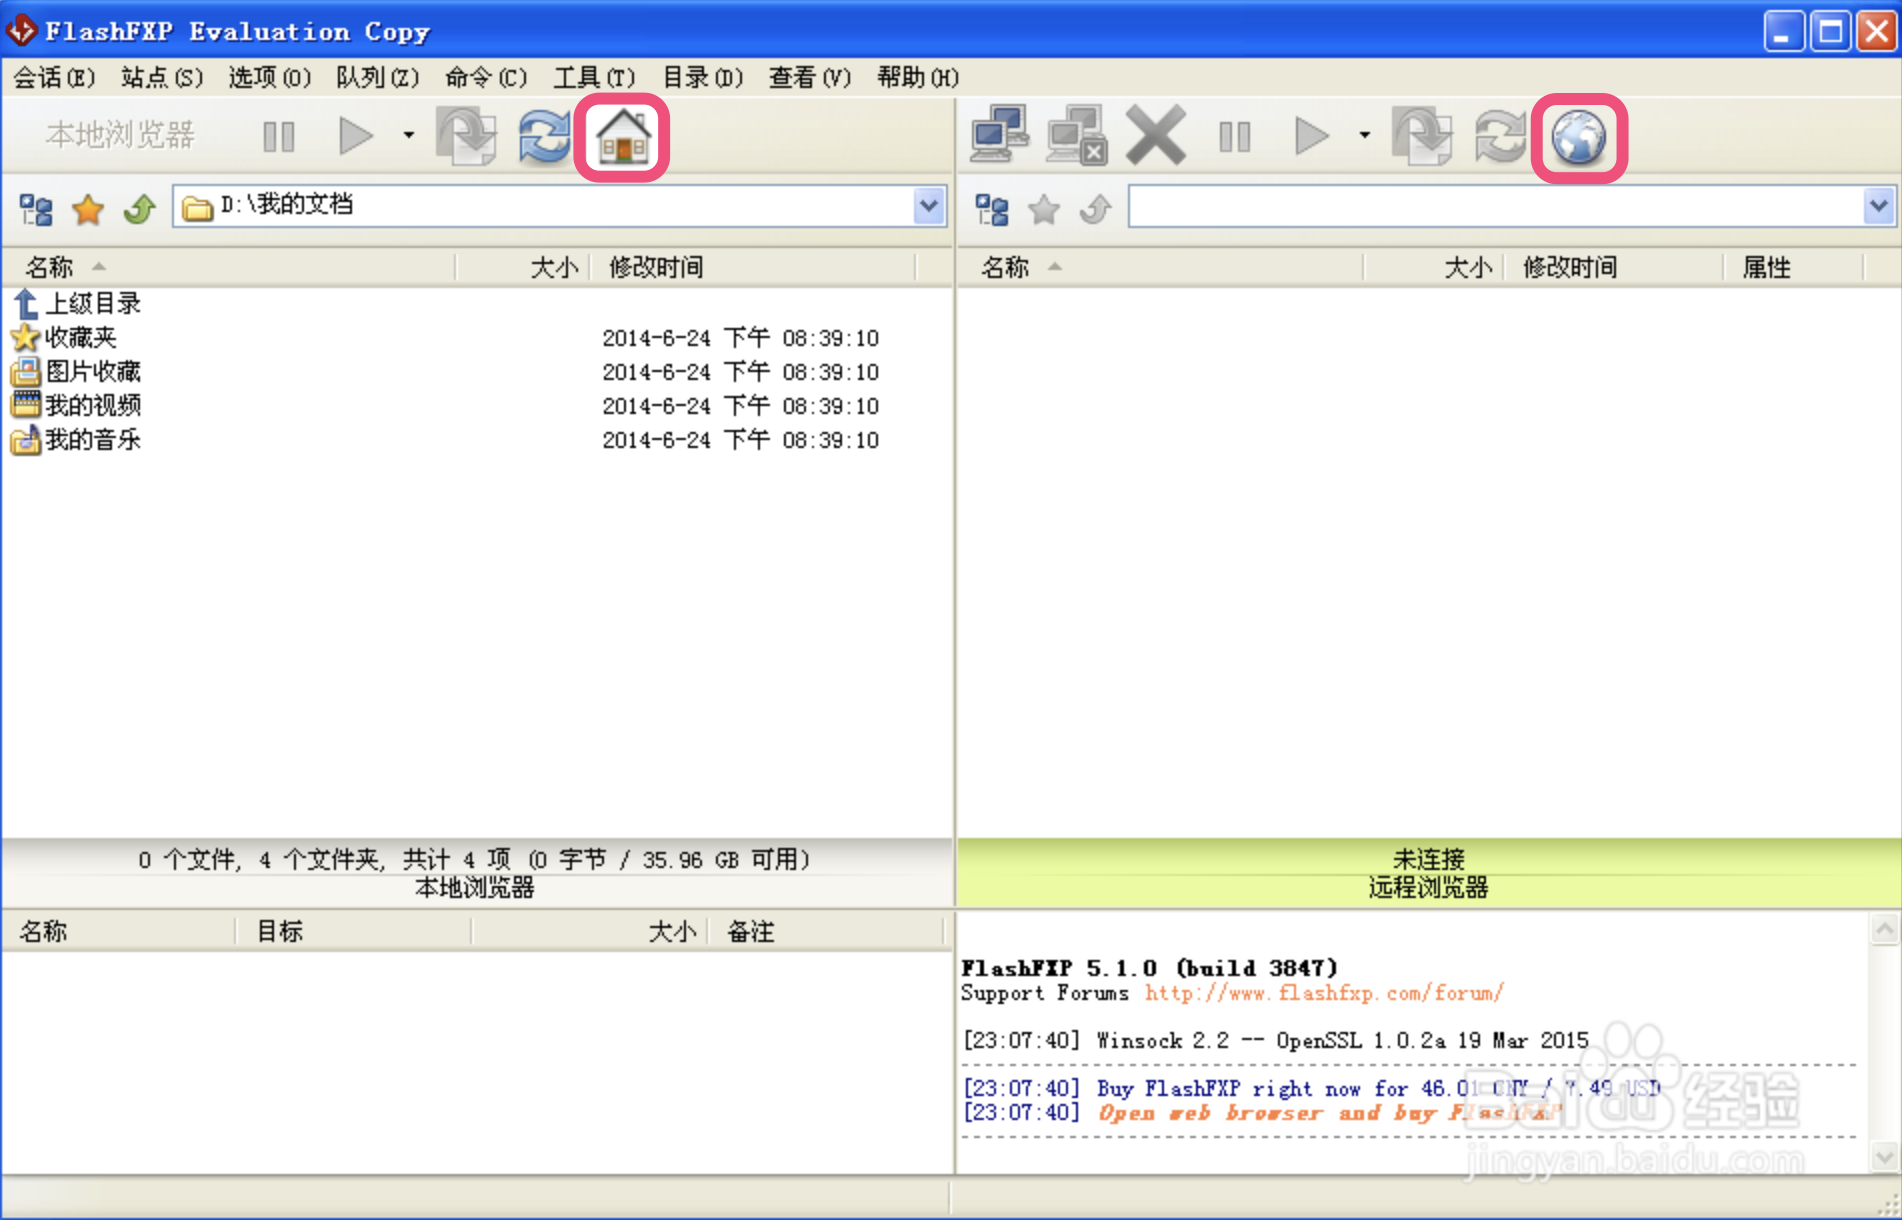 FlashFXP Evaluation Copy
会话(E) 站点(S) 选项(O) 队列(Z) 命令(C) 工具(T) 目录(D) 查看(V) 帮助(H)
本地浏览器
D:\我的文档
名称 大小 修改时间
上级目录
收藏夹 2014-6-24 下午 08:39:10
图片收藏 2014-6-24 下午 08:39:10
我的视频 2014-6-24 下午 08:39:10
我的音乐 2014-6-24 下午 08:39:10
0 个文件, 4 个文件夹, 共计 4 项 (0 字节 / 35.96 GB 可用)
本地浏览器
名称 目标 大小 备注
名称 大小 修改时间 属性
未连接
远程浏览器
FlashFXP 5.1.0 (build 3847)
Support Forums http://www.flashfxp.com/forum/
[23:07:40] Winsock 2.2 -- OpenSSL 1.0.2a 19 Mar 2015
[23:07:40] Buy FlashFXP right now for 46.01 CNY / 7.49 USD
[23:07:40] Open web browser and buy FlashFXP
Baidu 经验
jingyan.baidu.com